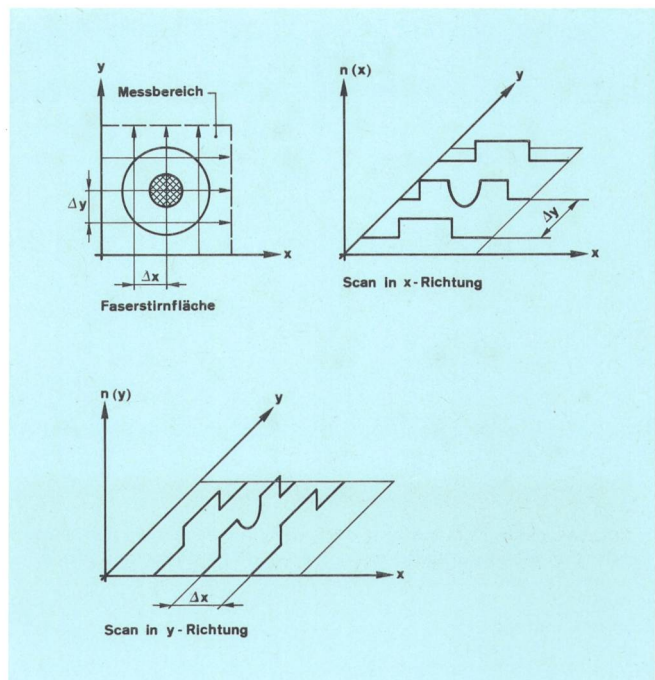 y
Messbereich
Δy
x
Δx
Faserstirnfläche
n (x)
y
Δy
x
Scan in x-Richtung
n (y)
y
x
Δx
Scan in y-Richtung